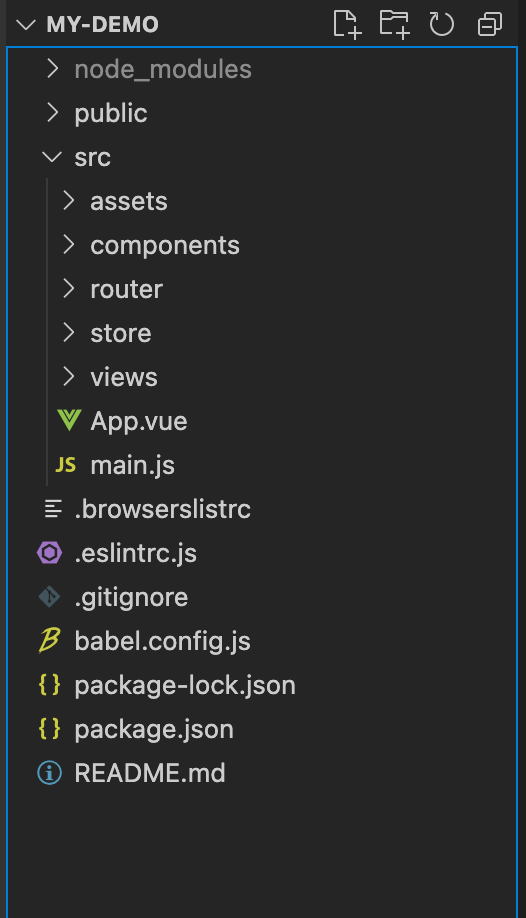 MY-DEMO
node_modules
public
src
assets
components
router
store
views
App.vue
JS main.js
.browserslistrc
.eslintrc.js
.gitignore
babel.config.js
{} package-lock.json
{} package.json
README.md